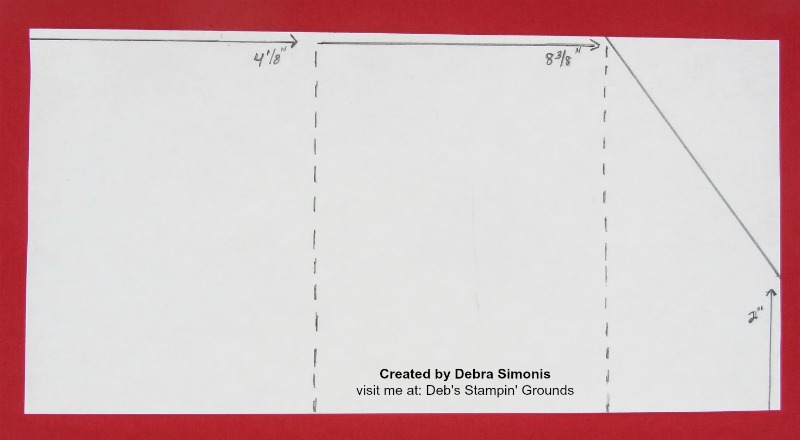 4 1/8"
8 3/8"
2"
Created by Debra Simonis
visit me at: Deb's Stampin' Grounds